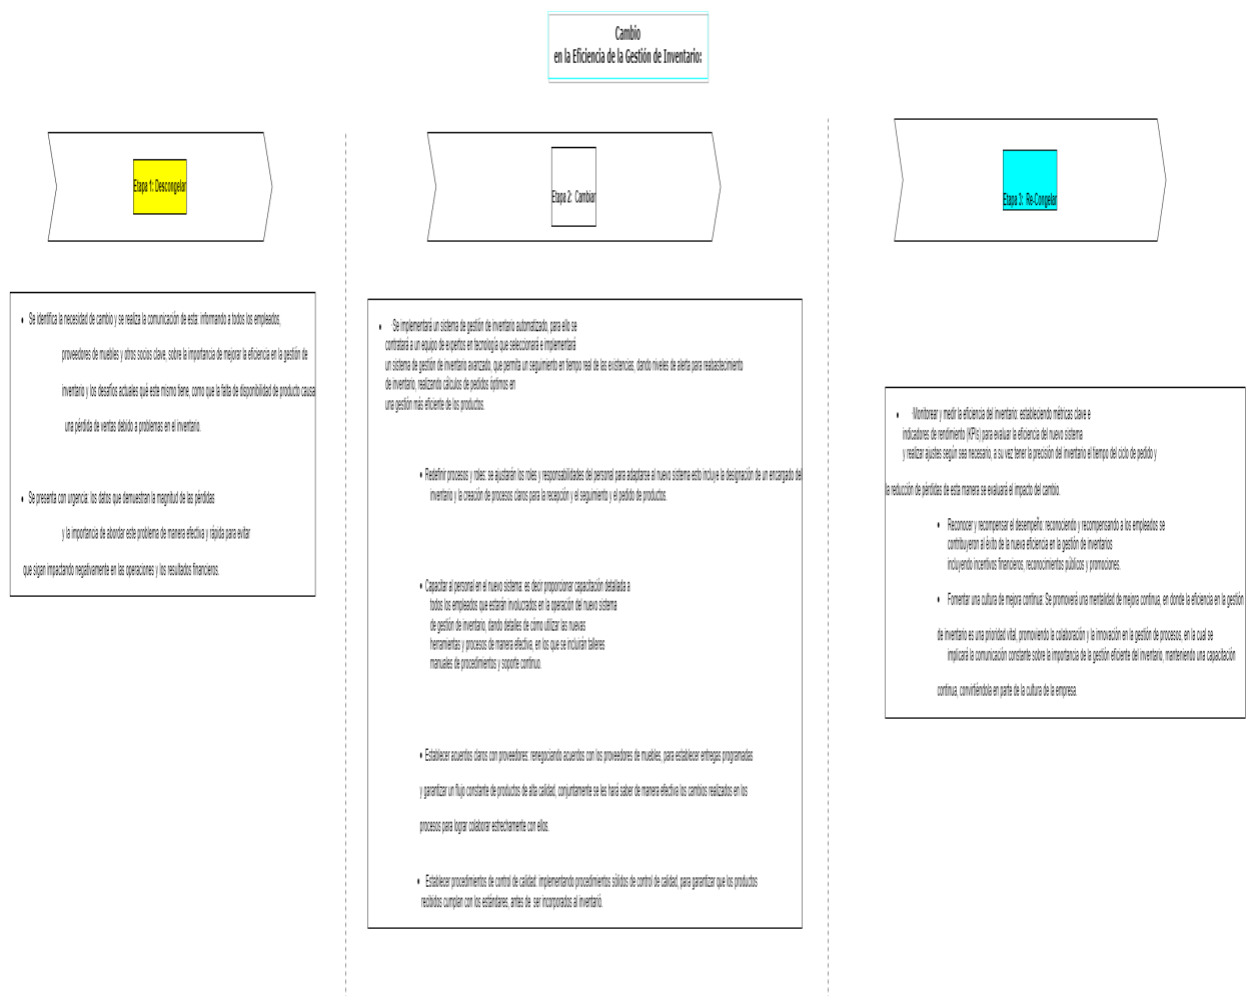 Cambio
en la Eficiencia de la Gestión de Inventario:
Etapa 1: Descongelar
• Se identifica la necesidad de cambio y se realiza la comunicación de esta: informando a todos los empleados,
proveedores de muebles y otros socios clave, sobre la importancia de mejorar la eficiencia en la gestión de
inventario y los desafíos actuales qué este mismo tiene, como que la falta de disponibilidad de producto causa
una pérdida de ventas debido a problemas en el inventario.
• Se presenta con urgencia: los datos que demuestran la magnitud de las pérdidas
y la importancia de abordar este problema de manera efectiva y rápida para evitar
que sigan impactando negativamente en las operaciones y los resultados financieros.
Etapa 2: Cambiar
• ·Se implementará un sistema de gestión de inventario automatizado, para ello se
contratará a un equipo de expertos en tecnología que seleccionará e implementará
un sistema de gestión de inventario avanzado, que permita un seguimiento en tiempo real de las existencias, dando niveles de alerta para reabastecimiento
de inventario, realizando cálculos de pedidos óptimos en
una gestión más eficiente de los productos.
• Redefinir procesos y roles: se ajustarán los roles y responsabilidades del personal para adaptarse al nuevo sistema esto incluye la designación de un encargado del
inventario y la creación de procesos claros para la recepción y el seguimiento y el pedido de productos.
• Capacitar al personal en el nuevo sistema: es decir proporcionar capacitación detallada a
todos los empleados que estarán involucrados en la operación del nuevo sistema
de gestión de inventario, dando detalles de cómo utilizar las nuevas
herramientas y procesos de manera efectiva, en los que se incluirán talleres
manuales de procedimientos y soporte continuo.
• Establecer acuerdos claros con proveedores: renegociando acuerdos con los proveedores de muebles, para establecer entregas programadas
y garantizar un flujo constante de productos de alta calidad, conjuntamente se les hará saber de manera efectiva los cambios realizados en los
procesos para lograr colaborar estrechamente con ellos.
• Establecer procedimientos de control de calidad: implementando procedimientos sólidos de control de calidad, para garantizar que los productos
recibidos cumplan con los estándares, antes de ser incorporados al inventarió.
Etapa 3: Re-Congelar
• ·Monitorear y medir la eficiencia del inventario: estableciendo métricas clave e
indicadores de rendimiento (KPIs) para evaluar la eficiencia del nuevo sistema
y realizar ajustes según sea necesario, a su vez tener la precisión del inventario el tiempo del ciclo de pedido y
la reducción de pérdidas de esta manera se evaluará el impacto del cambio.
• Reconocer y recompensar el desempeño: reconociendo y recompensando a los empleados se
contribuyeron al éxito de la nueva eficiencia en la gestión de inventarios
incluyendo incentivos financieros, reconocimientos públicos y promociones.
• Fomentar una cultura de mejora continua: Se promoverá una mentalidad de mejora continua, en donde la eficiencia en la gestión
de inventario es una prioridad vital, promoviendo la colaboración y la innovación en la gestión de procesos, en la cual se
implicará la comunicación constante sobre la importancia de la gestión eficiente del inventario, manteniendo una capacitación
continua, convirtiéndola en parte de la cultura de la empresa.